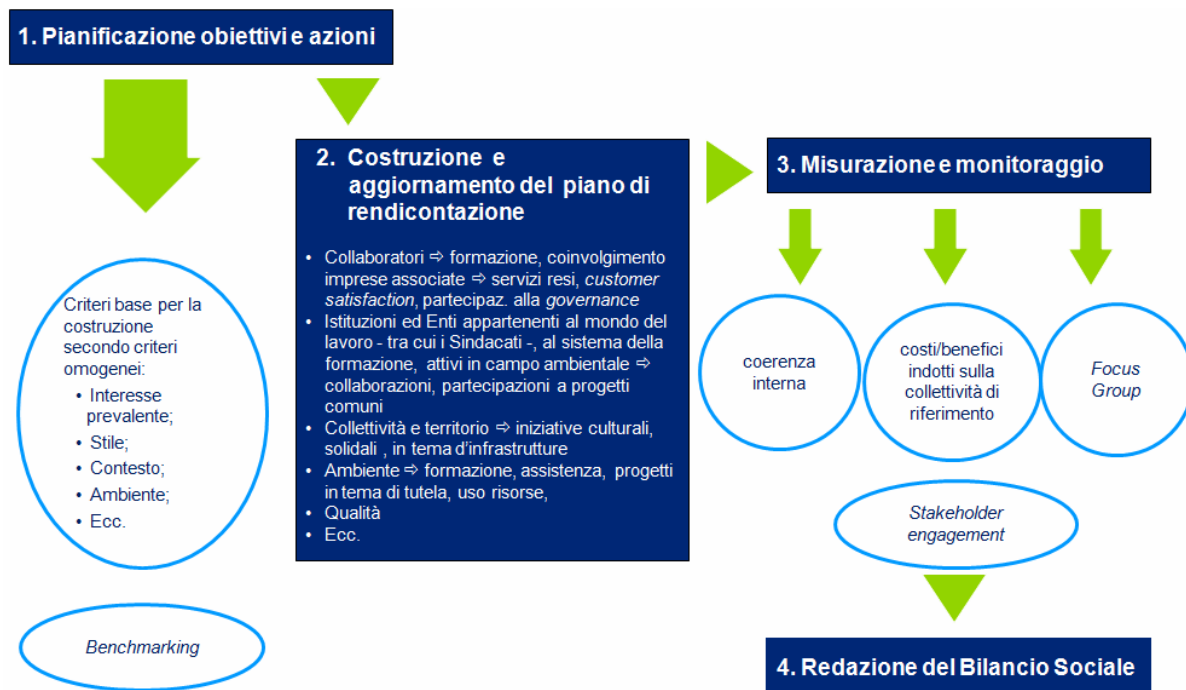 1. Pianificazione obiettivi e azioni
Criteri base per la
costruzione
secondo criteri
omogenei:
• Interesse
prevalente;
• Stile;
• Contesto;
• Ambiente;
• Ecc.
Benchmarking
2. Costruzione e
aggiornamento del piano di
rendicontazione
• Collaboratori ⇨ formazione, coinvolgimento
imprese associate ⇨ servizi resi, customer
satisfaction, partecipaz. alla governance
• Istituzioni ed Enti appartenenti al mondo del
lavoro - tra cui i Sindacati -, al sistema della
formazione, attivi in campo ambientale ⇨
collaborazioni, partecipazioni a progetti
comuni
• Collettività e territorio ⇨ iniziative culturali,
solidali , in tema d'infrastrutture
• Ambiente ⇨ formazione, assistenza, progetti
in tema di tutela, uso risorse,
• Qualità
• Ecc.
3. Misurazione e monitoraggio
coerenza
interna
costi/benefici
indotti sulla
collettività di
riferimento
Focus
Group
Stakeholder
engagement
4. Redazione del Bilancio Sociale